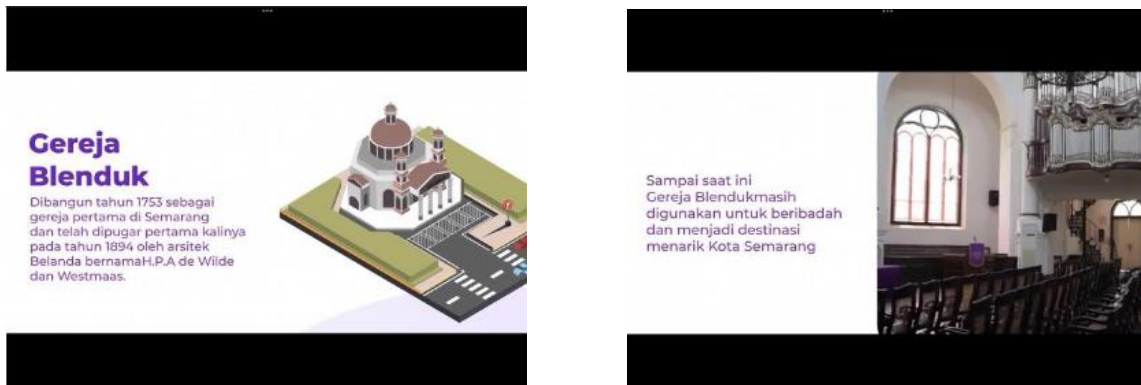 Gereja
Blenduk
Dibangun tahun 1753 sebagai
gereja pertama di Semarang
dan telah dipugar pertama kalinya
pada tahun 1894 oleh arsitek
Belanda bernamaH.P.A de Wilde
dan Westmaas.
Sampai saat ini
Gereja Blendukmasih
digunakan untuk beribadah
dan menjadi destinasi
menarik Kota Semarang